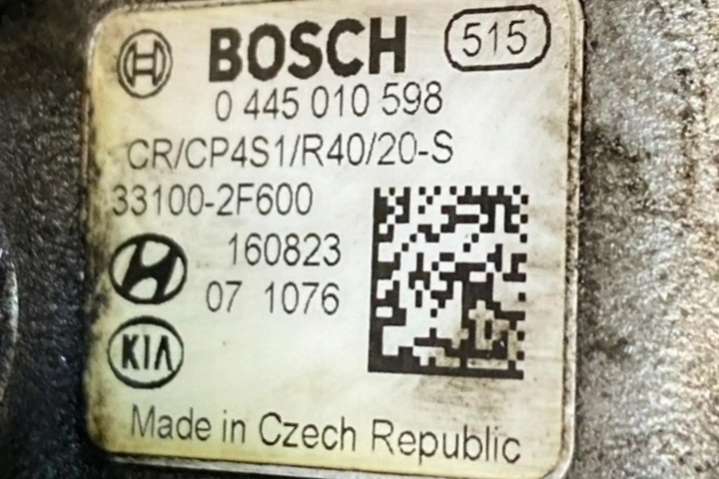 BOSCH 515
0 445 010 598
CR/CP4S1/R40/20-S
33100-2F600
160823
07 1076
KIA
Made in Czech Republic